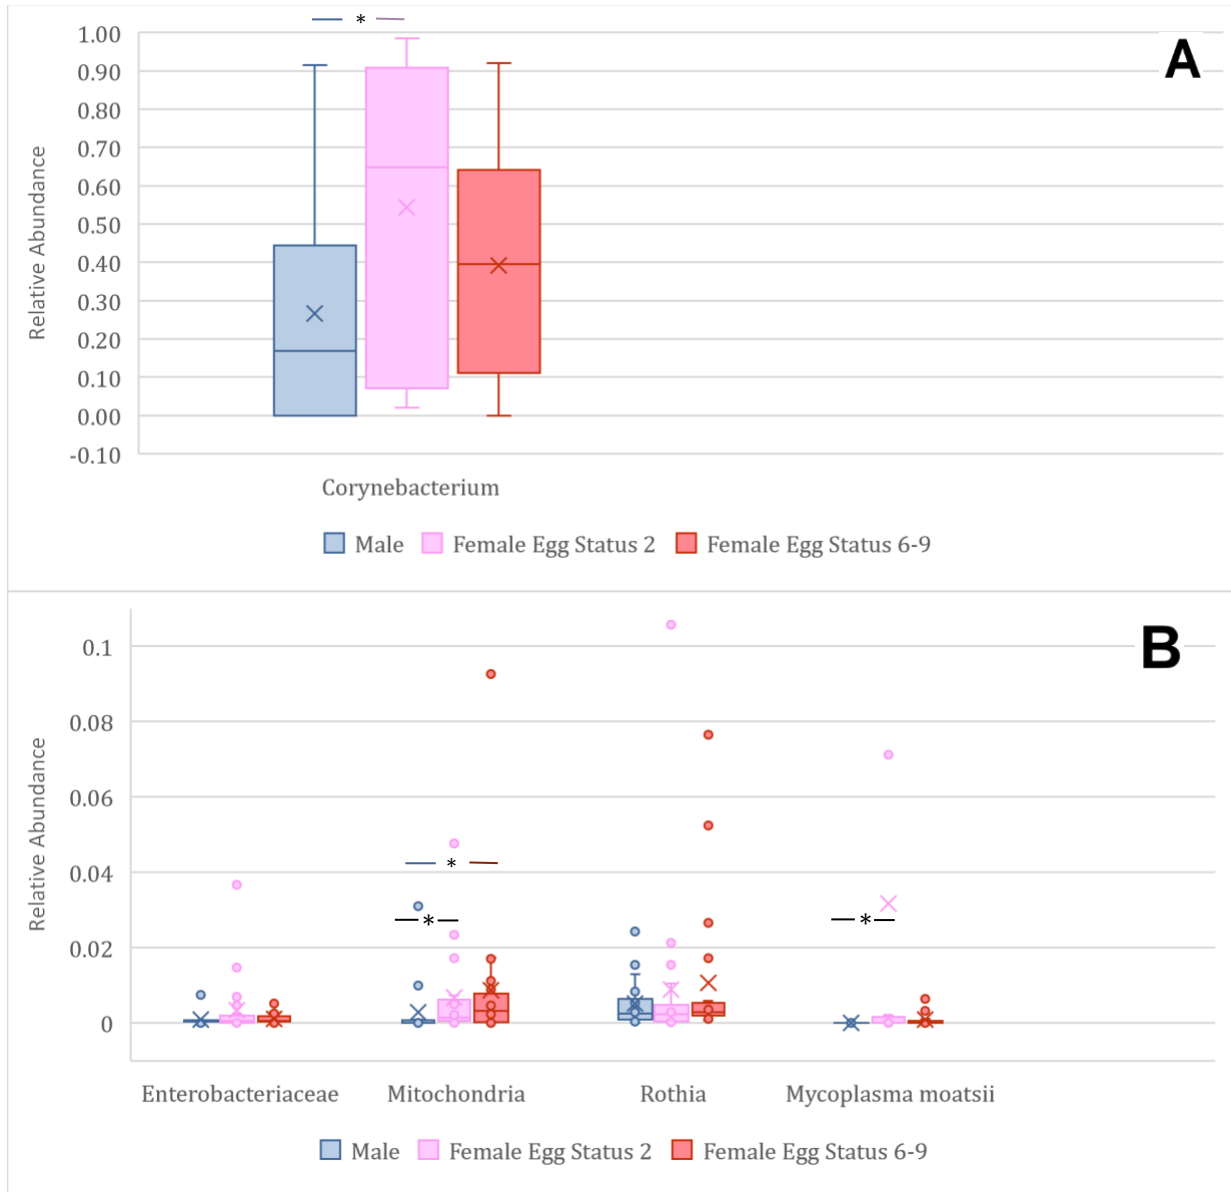 *
A
1.00
0.90
0.80
0.70
0.60
0.50
0.40
0.30
0.20
0.10
0.00
-0.10
Relative Abundance
Corynebacterium
Male Female Egg Status 2 Female Egg Status 6-9
B
0.1
0.08
0.06
0.04
0.02
0
Relative Abundance
*
* *
Enterobacteriaceae Mitochondria Rothia Mycoplasma moatsii
Male Female Egg Status 2 Female Egg Status 6-9